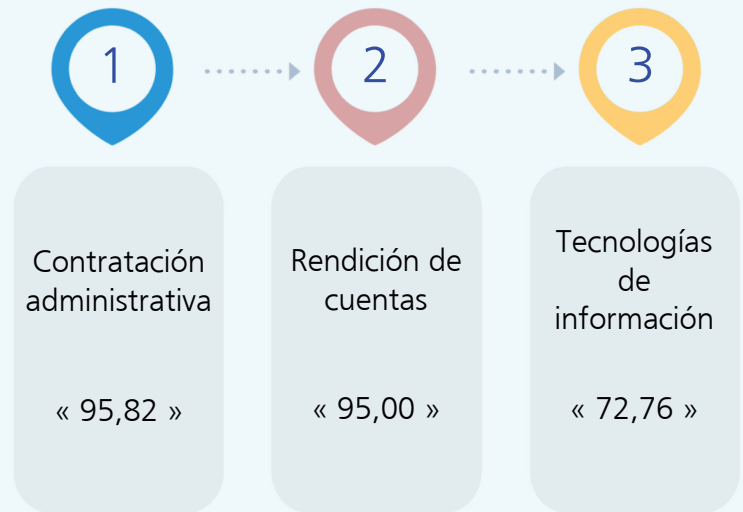 1
2
3
Contratación
administrativa
« 95,82 »
Rendición de
cuentas
« 95,00 »
Tecnologías
de
información
« 72,76 »